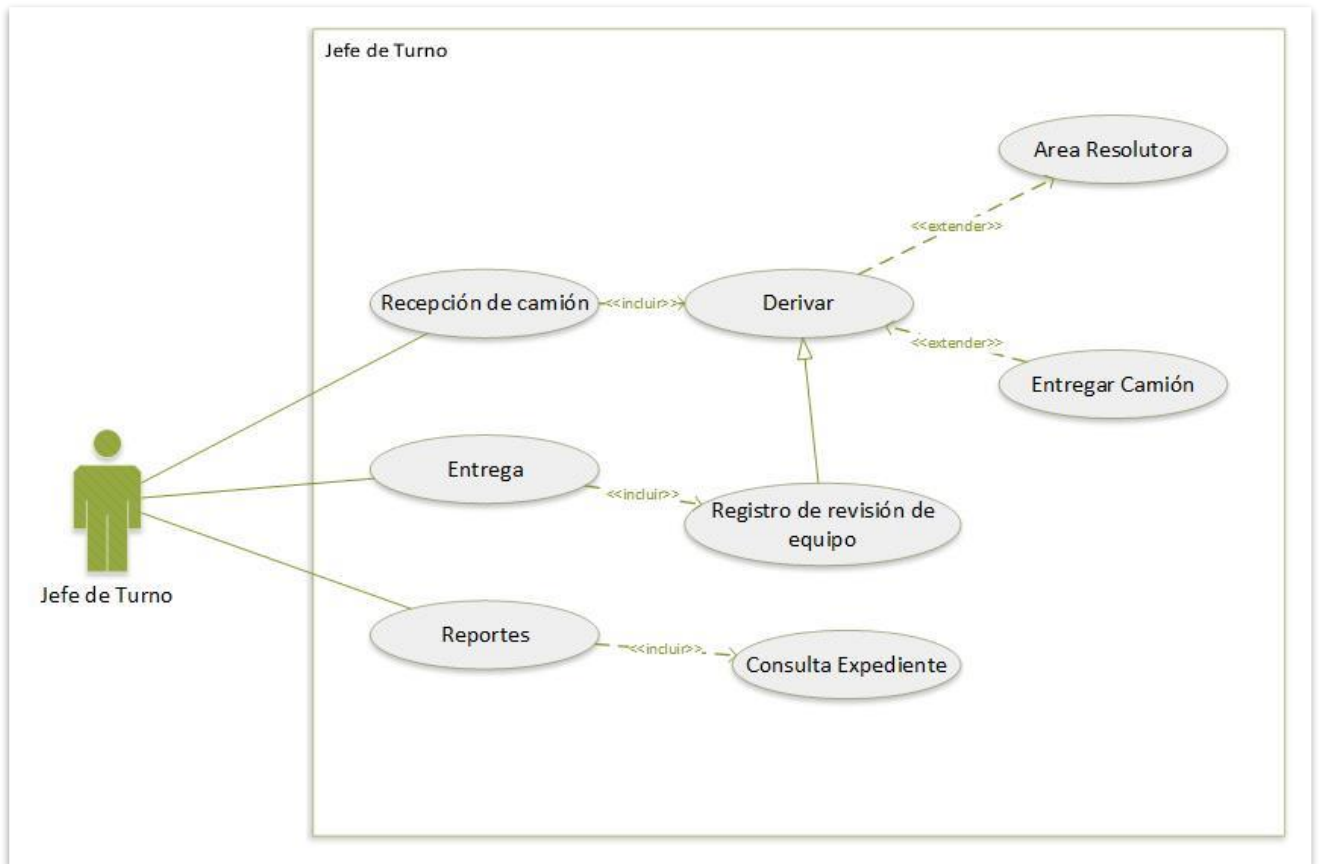 Jefe de Turno
Area Resolutora
<<extender>>
Recepción de camión
<<incluir>>
Derivar
<<extender>>
Entregar Camión
Entrega
<<incluir>>
Registro de revisión de
equipo
Jefe de Turno
Reportes
<<incluir>>
Consulta Expediente